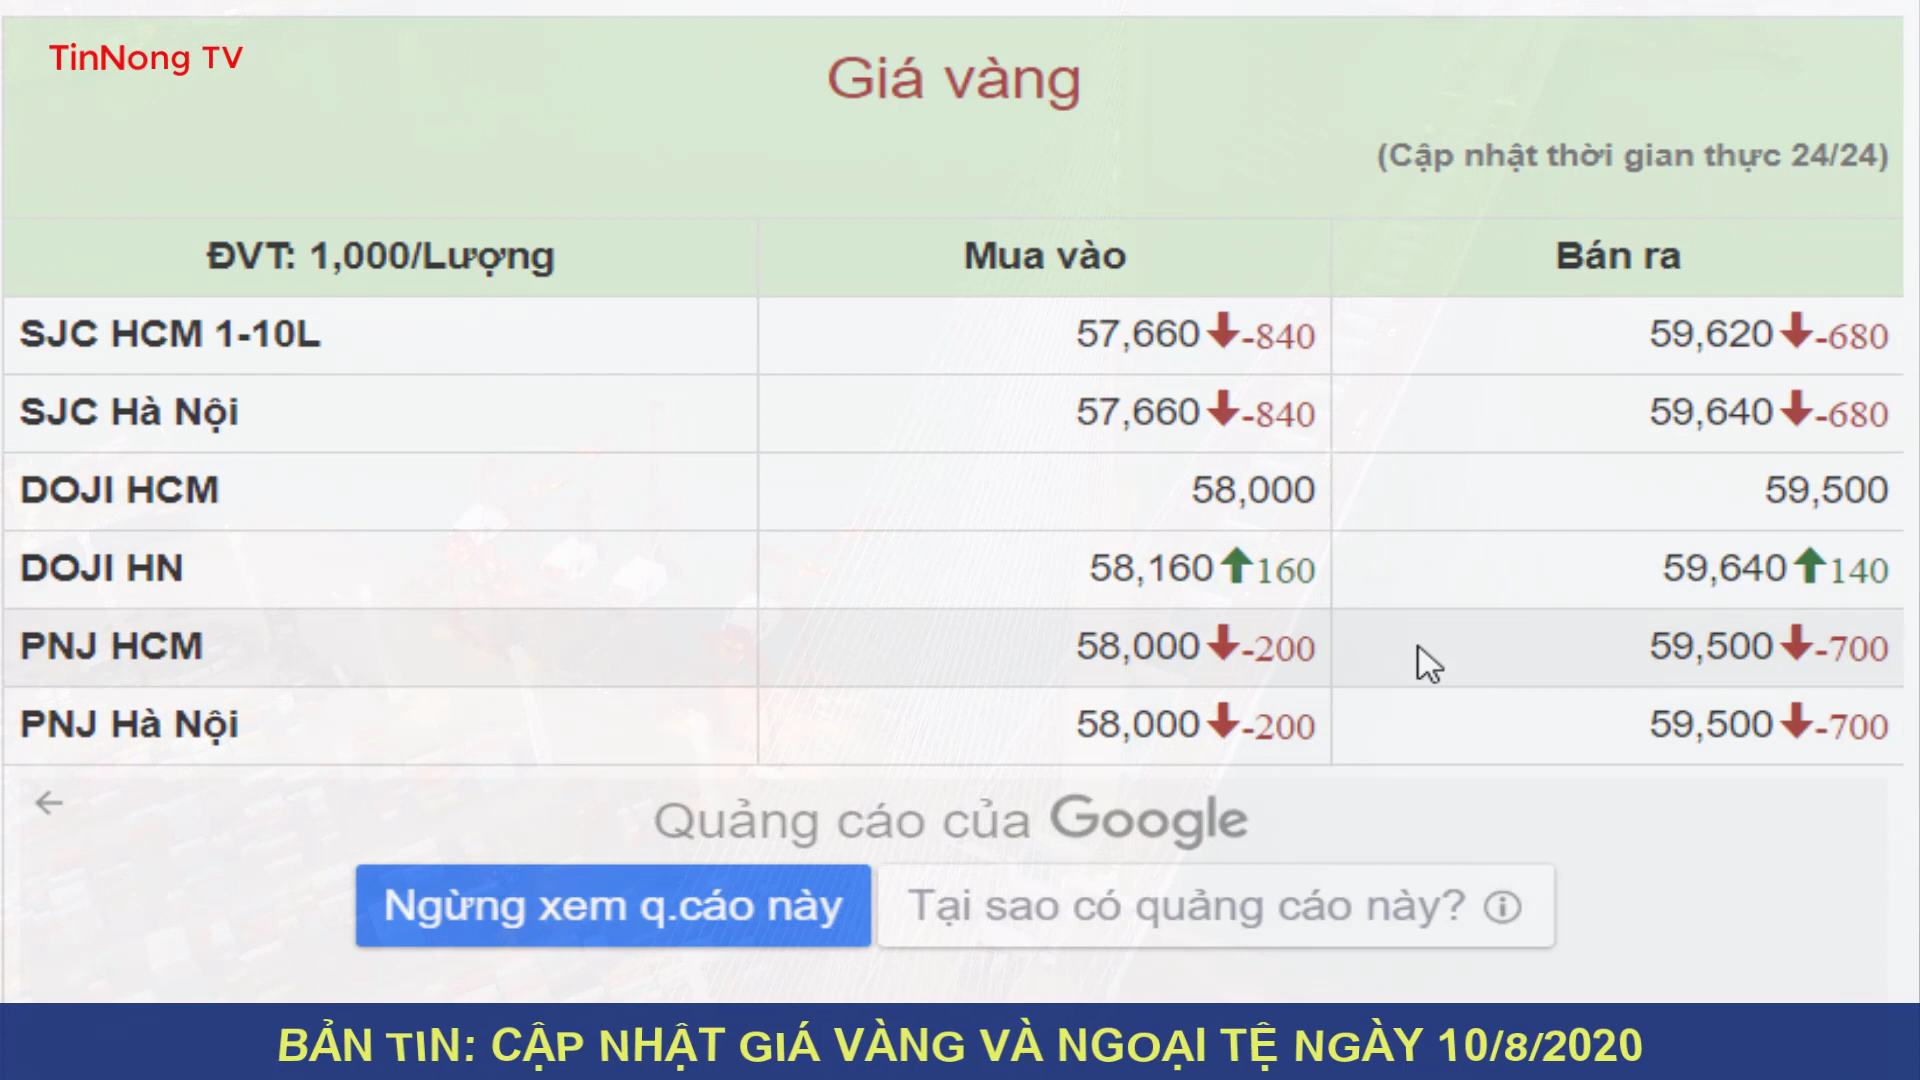 TinNong TV
Giá vàng
(Cập nhật thời gian thực 24/24)
ĐVT: 1,000/Lượng Mua vào Bán ra
SJC HCM 1-10L 57,660 -840 59,620 -680
SJC Hà Nội 57,660 -840 59,640 -680
DOJI HCM 58,000 59,500
DOJI HN 58,160 160 59,640 140
PNJ HCM 58,000 -200 59,500 -700
PNJ Hà Nội 58,000 -200 59,500 -700
Quảng cáo của Google
Ngừng xem q.cáo này Tại sao có quảng cáo này?
BẢN TIN: CẬP NHẬT GIÁ VÀNG VÀ NGOẠI TỆ NGÀY 10/8/2020